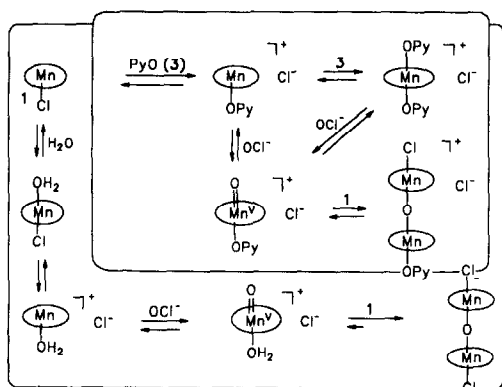 PyO (3)
Mn
1 Cl
H₂O
OH₂
Mn
Cl
Mn ⁺ Cl⁻
OPy
3
OPy
Mn ⁺ Cl⁻
OPy
OCl⁻
OCl⁻
O
Mnⱽ ⁺ Cl⁻
OPy
1
Cl ⁺
Mn Cl⁻
O
Mn
OPy
Mn ⁺ Cl⁻
OH₂
OCl⁻
O
Mnⱽ ⁺ Cl⁻
OH₂
1
Cl
Mn
O
Mn
Cl